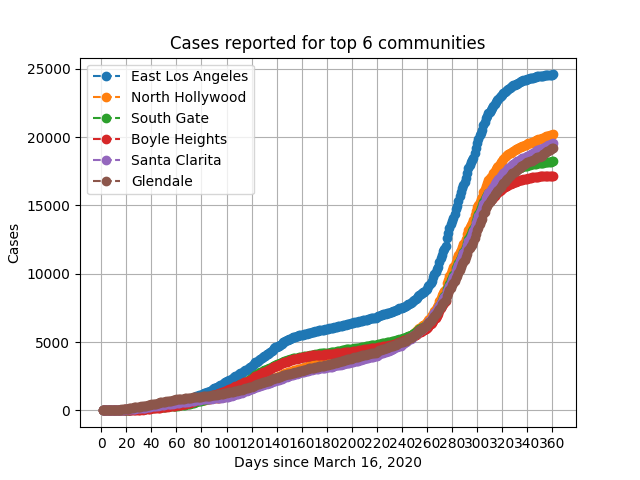 Cases reported for top 6 communities
East Los Angeles
North Hollywood
South Gate
Boyle Heights
Santa Clarita
Glendale
Cases
25000
20000
15000
10000
5000
0
0 20 40 60 80 100 120 140 160 180 200 220 240 260 280 300 320 340 360
Days since March 16, 2020